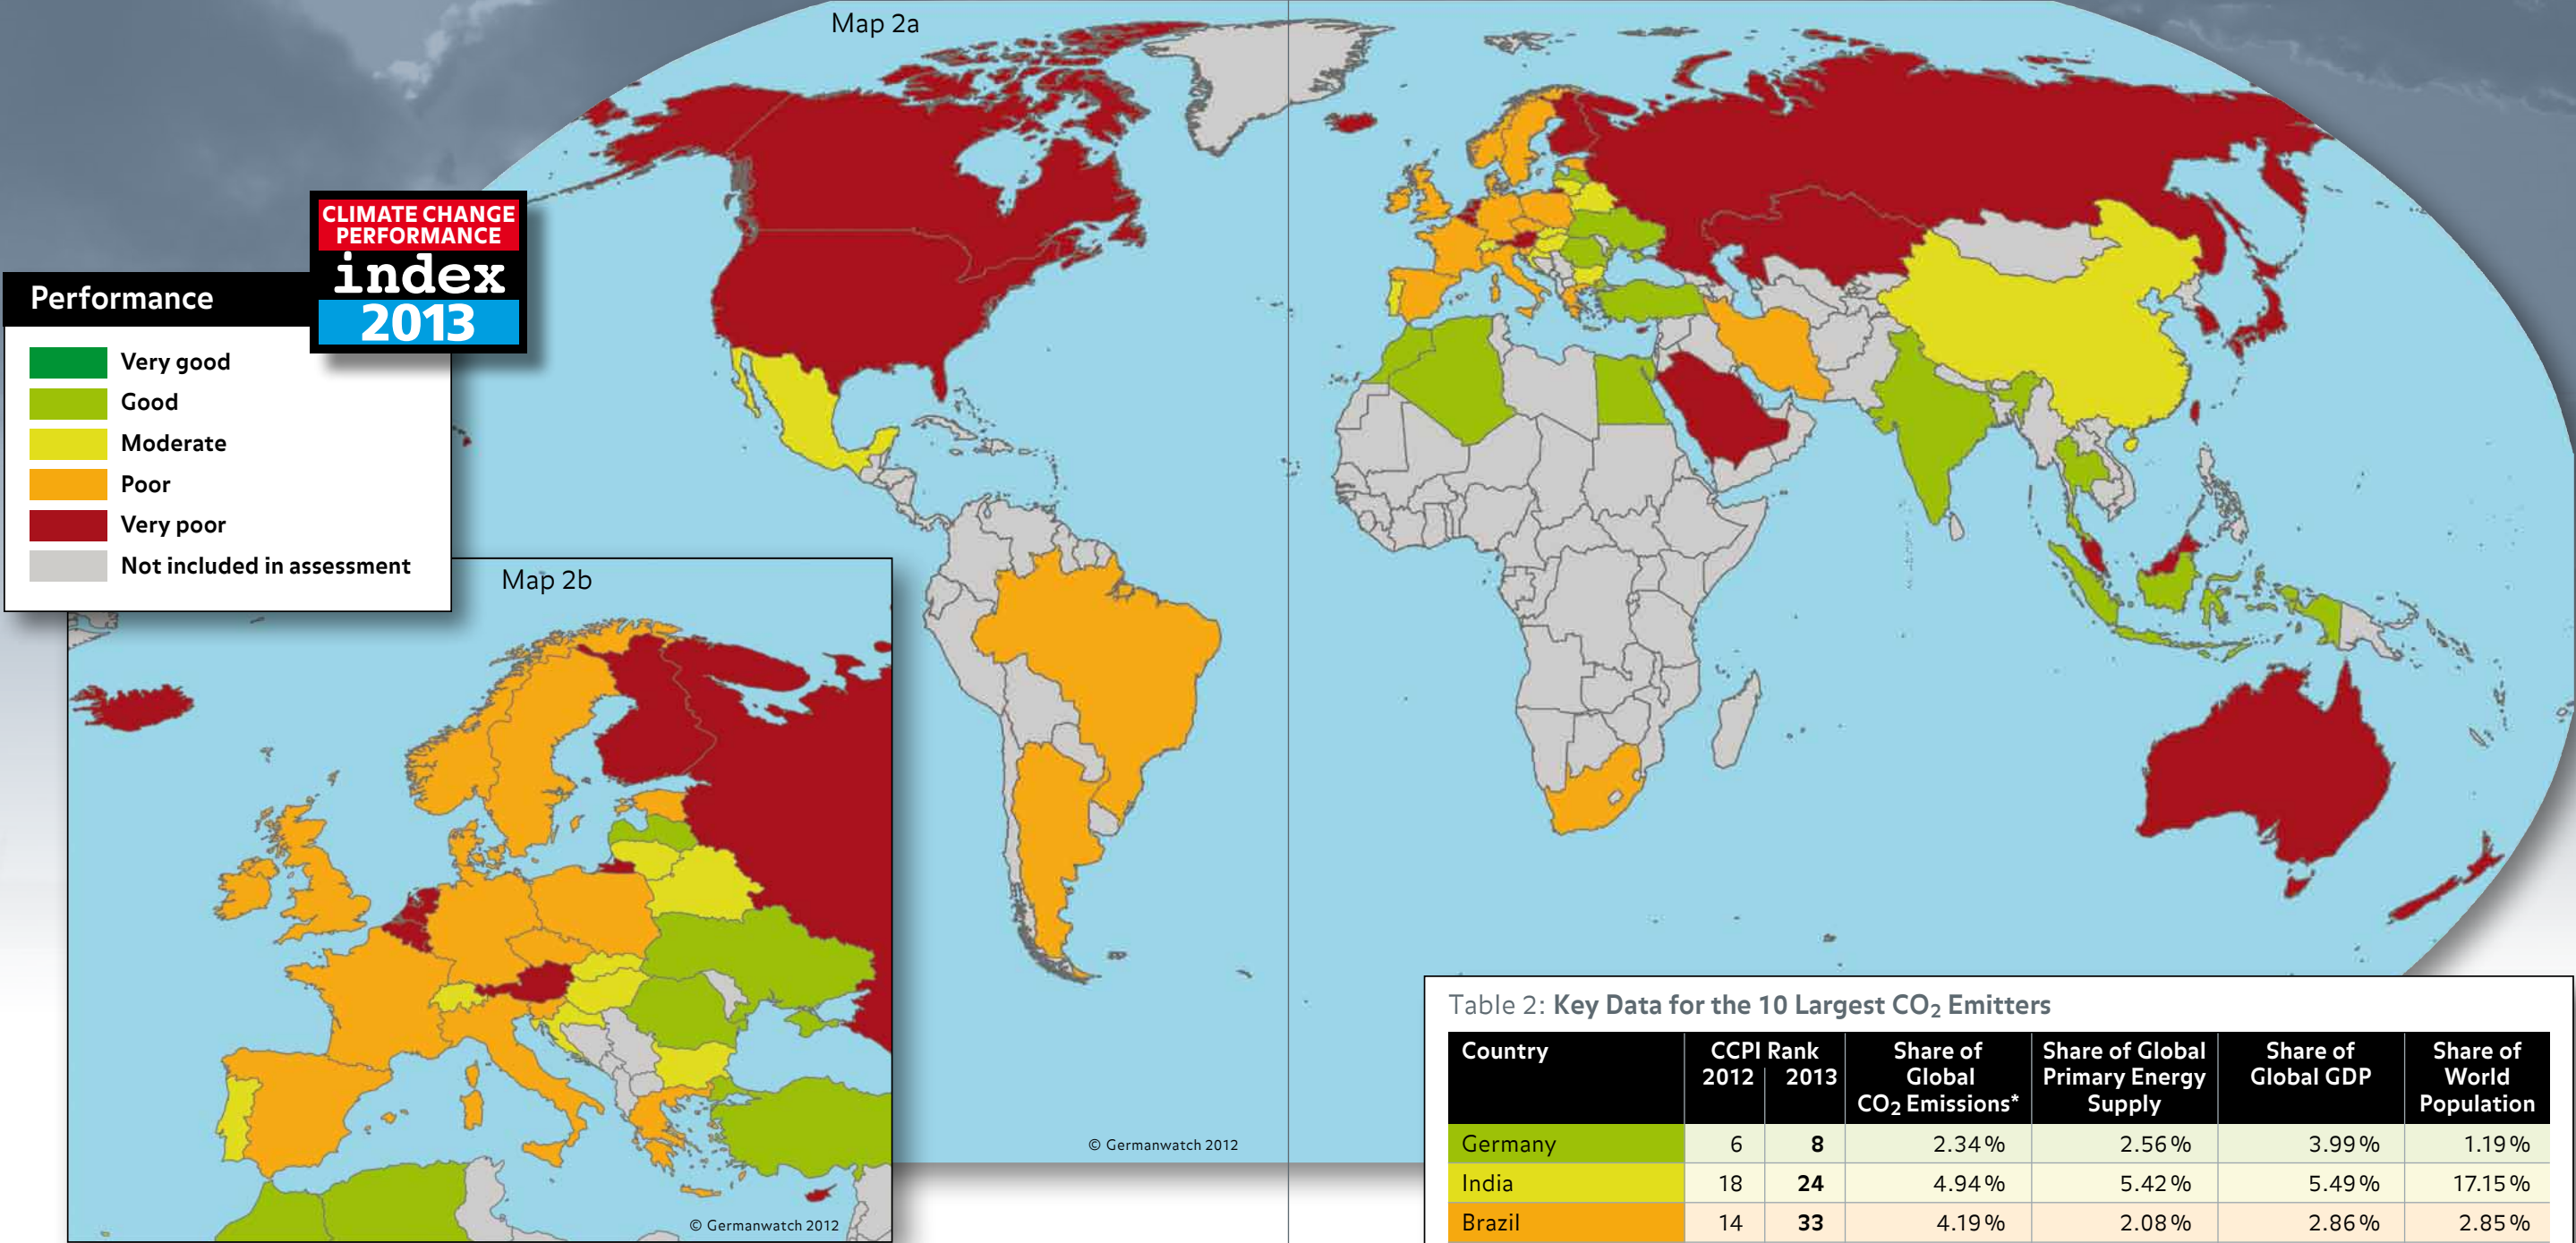 Map 2a
CLIMATE CHANGE
PERFORMANCE
index
2013
Performance
Very good
Good
Moderate
Poor
Very poor
Not included in assessment
Map 2b
© Germanwatch 2012
© Germanwatch 2012
Table 2: Key Data for the 10 Largest CO₂ Emitters
Country CCPI Rank 2012 2013 Share of Global CO₂ Emissions* Share of Global Primary Energy Supply Share of Global GDP Share of World Population
Germany 6 8 2.34% 2.56% 3.99% 1.19%
India 18 24 4.94% 5.42% 5.49% 17.15%
Brazil 14 33 4.19% 2.08% 2.86% 2.85%